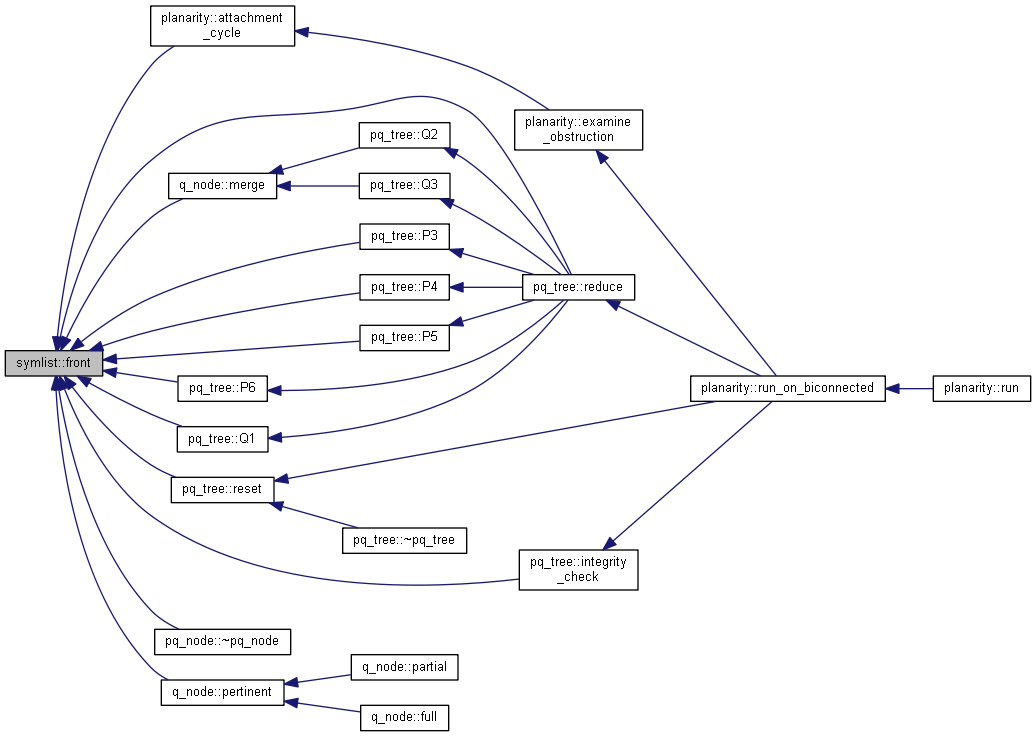 planarity::attachment
_cycle
planarity::examine
_obstruction
pq_tree::Q2
q_node::merge
pq_tree::Q3
pq_tree::P3
pq_tree::P4
pq_tree::reduce
pq_tree::P5
symlist::front
pq_tree::P6
planarity::run_on_biconnected
planarity::run
pq_tree::Q1
pq_tree::reset
pq_tree::~pq_tree
pq_tree::integrity
_check
pq_node::~pq_node
q_node::partial
q_node::pertinent
q_node::full